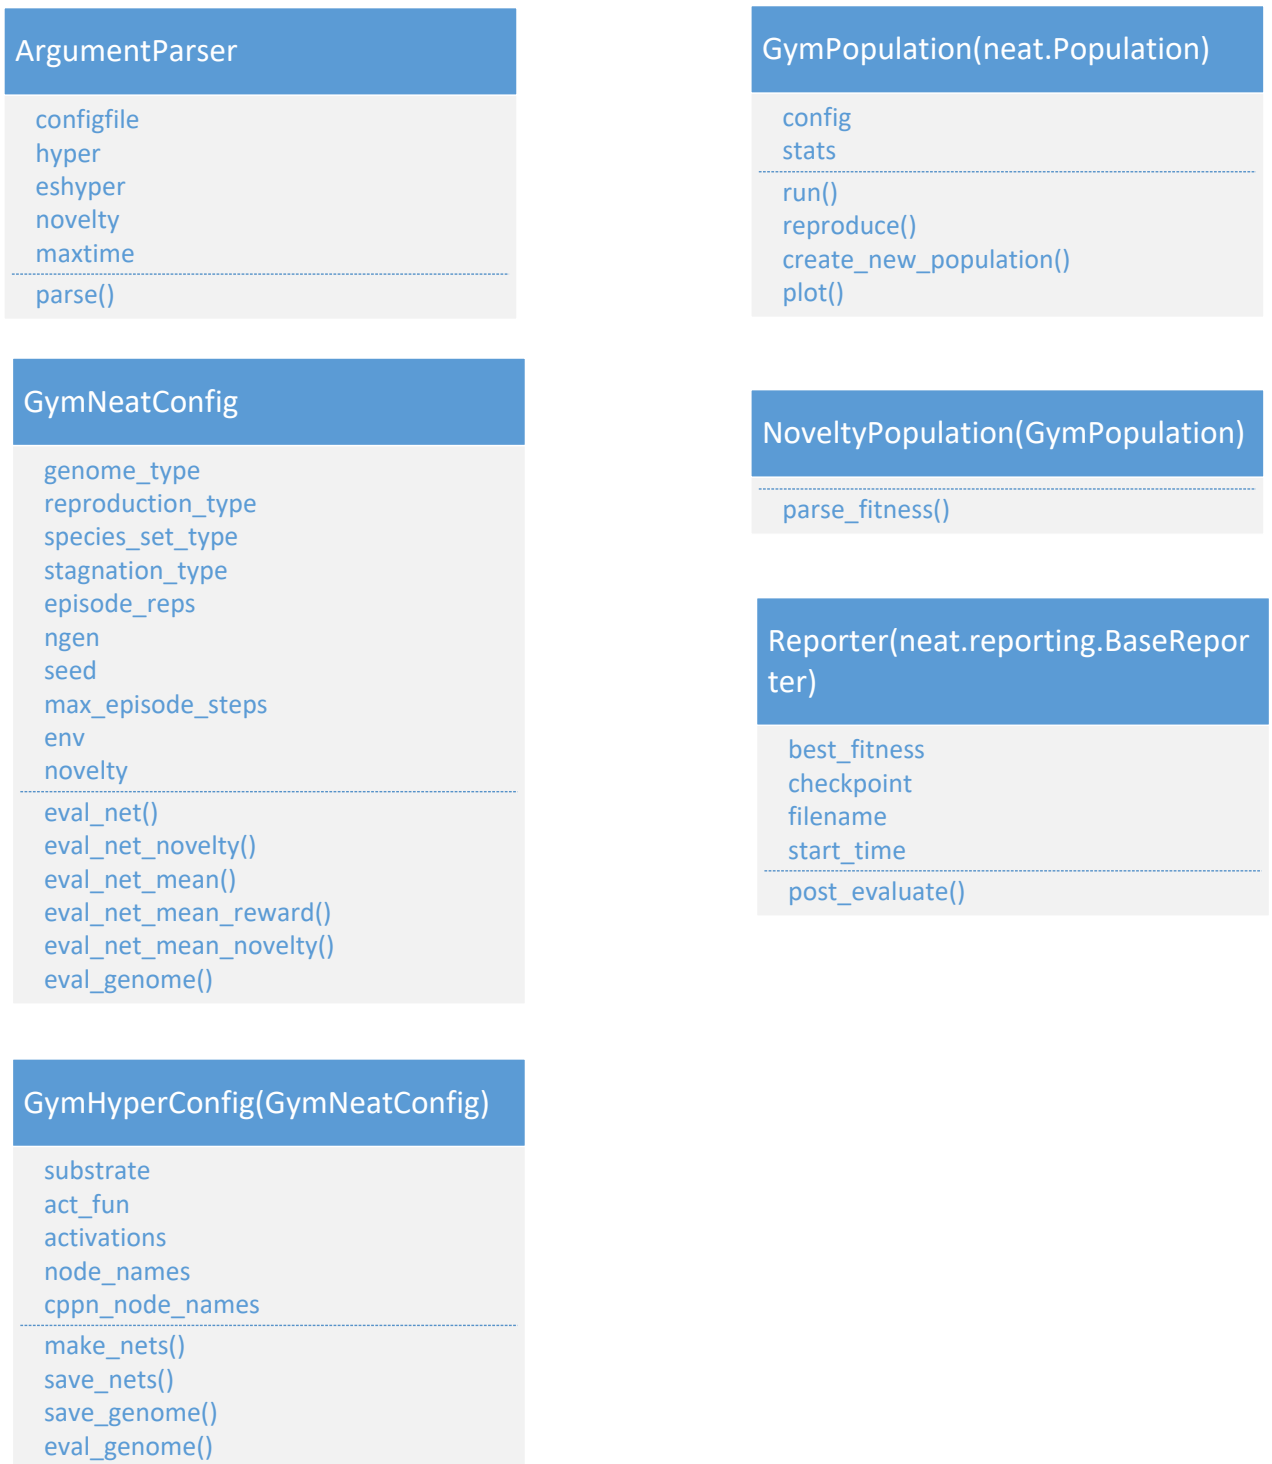 ArgumentParser
configfile
hyper
eshyper
novelty
maxtime
parse()
GymNeatConfig
genome_type
reproduction_type
species_set_type
stagnation_type
episode_reps
ngen
seed
max_episode_steps
env
novelty
eval_net()
eval_net_novelty()
eval_net_mean()
eval_net_mean_reward()
eval_net_mean_novelty()
eval_genome()
GymHyperConfig(GymNeatConfig)
substrate
act_fun
activations
node_names
cppn_node_names
make_nets()
save_nets()
save_genome()
eval_genome()
GymPopulation(neat.Population)
config
stats
run()
reproduce()
create_new_population()
plot()
NoveltyPopulation(GymPopulation)
parse_fitness()
Reporter(neat.reporting.BaseRepor
ter)
best_fitness
checkpoint
filename
start_time
post_evaluate()